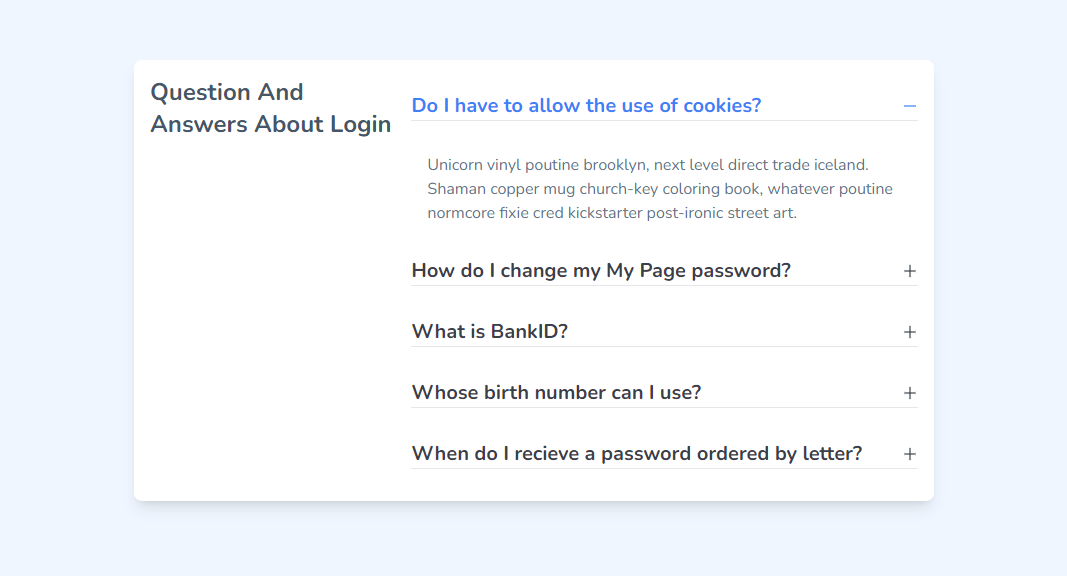 Question And
Answers About Login
Do I have to allow the use of cookies?
Unicorn vinyl poutine brooklyn, next level direct trade iceland.
Shaman copper mug church-key coloring book, whatever poutine
normcore fixie cred kickstarter post-ironic street art.
How do I change my My Page password?
What is BankID?
Whose birth number can I use?
When do I recieve a password ordered by letter?